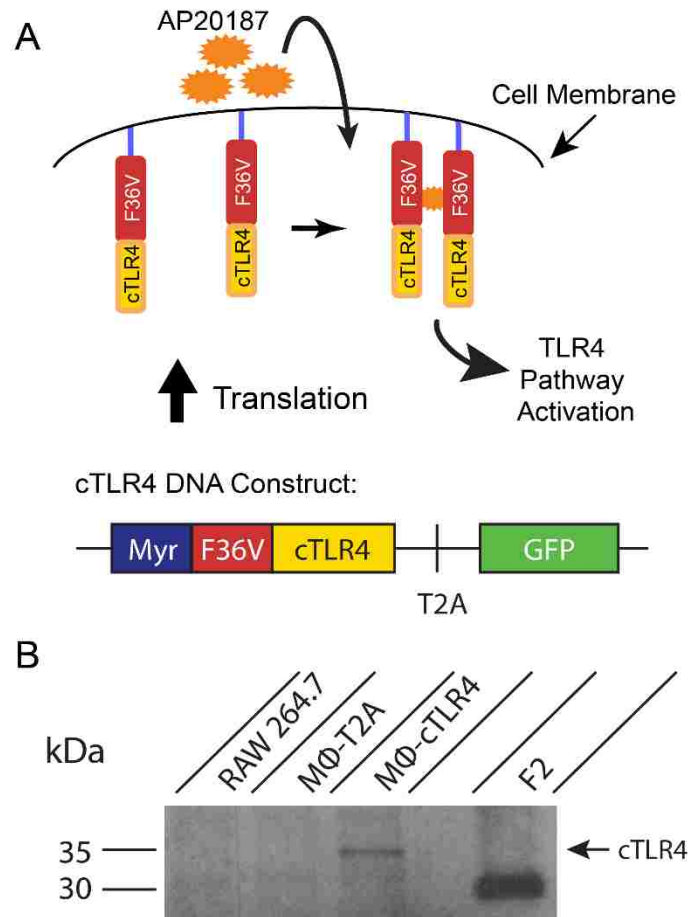 A
AP20187
Cell Membrane
F36V
F36V
F36V
F36V
cTLR4
cTLR4
cTLR4
cTLR4
TLR4
Pathway
Activation
Translation
cTLR4 DNA Construct:
Myr F36V cTLR4 GFP
T2A
B
kDa
RAW 264.7
MΦ-T2A
MΦ-cTLR4
F2
35
cTLR4
30